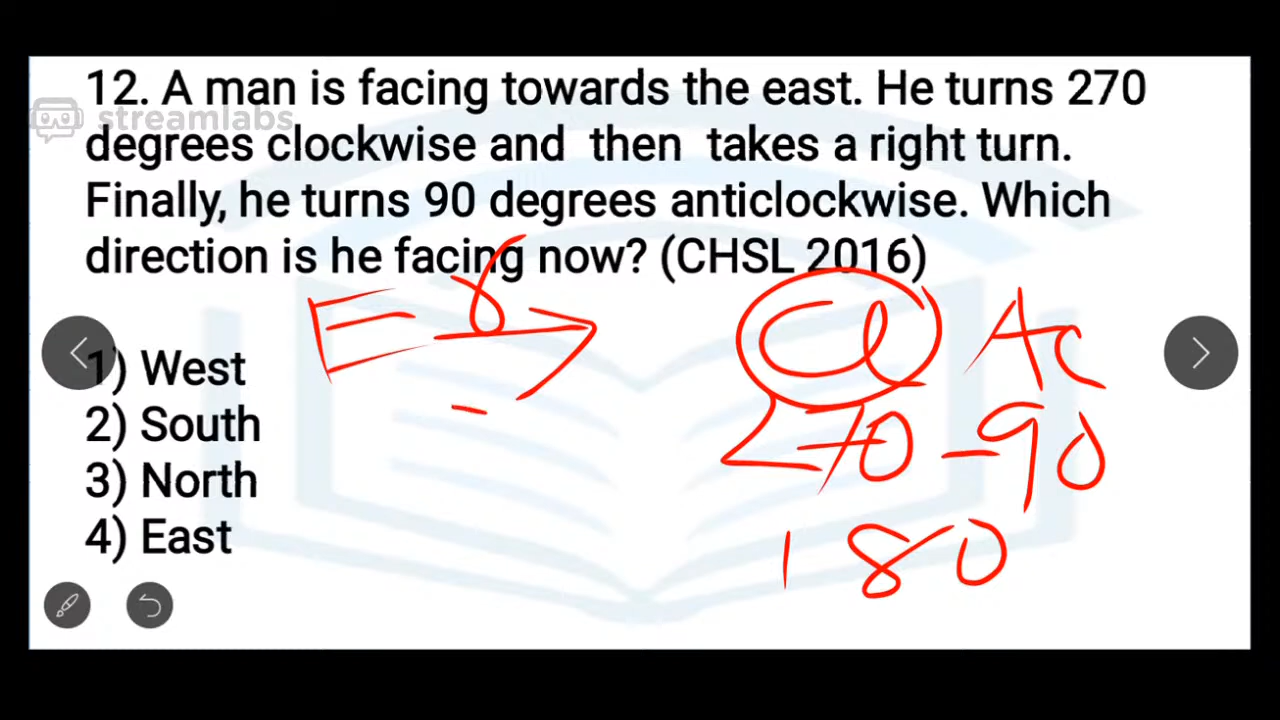 12. A man is facing towards the east. He turns 270
streamlabs
degrees clockwise and then takes a right turn.
Finally, he turns 90 degrees anticlockwise. Which
direction is he facing now? (CHSL 2016)
E
Cl Ac
1) West
2) South
270 - 90
3) North
4) East
180